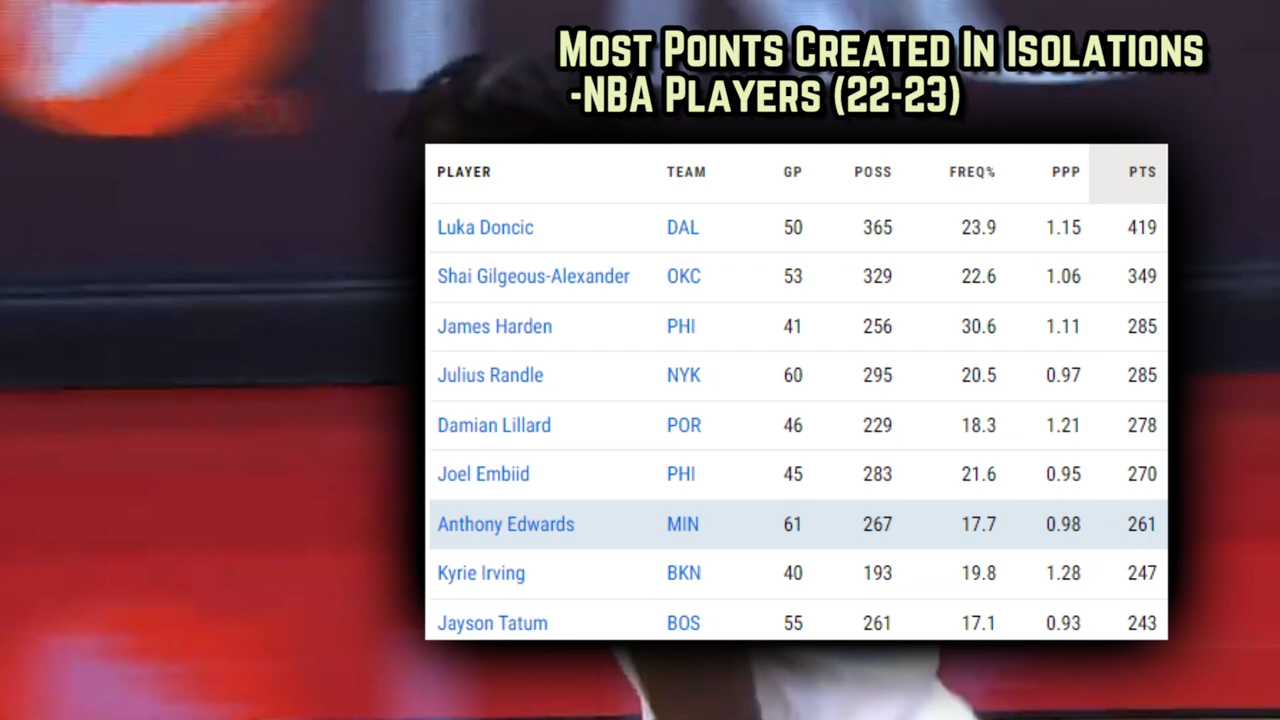 MOST POINTS CREATED IN ISOLATIONS
-NBA PLAYERS (22-23)
PLAYER TEAM GP POSS FREQ% PPP PTS
Luka Doncic DAL 50 365 23.9 1.15 419
Shai Gilgeous-Alexander OKC 53 329 22.6 1.06 349
James Harden PHI 41 256 30.6 1.11 285
Julius Randle NYK 60 295 20.5 0.97 285
Damian Lillard POR 46 229 18.3 1.21 278
Joel Embiid PHI 45 283 21.6 0.95 270
Anthony Edwards MIN 61 267 17.7 0.98 261
Kyrie Irving BKN 40 193 19.8 1.28 247
Jayson Tatum BOS 55 261 17.1 0.93 243